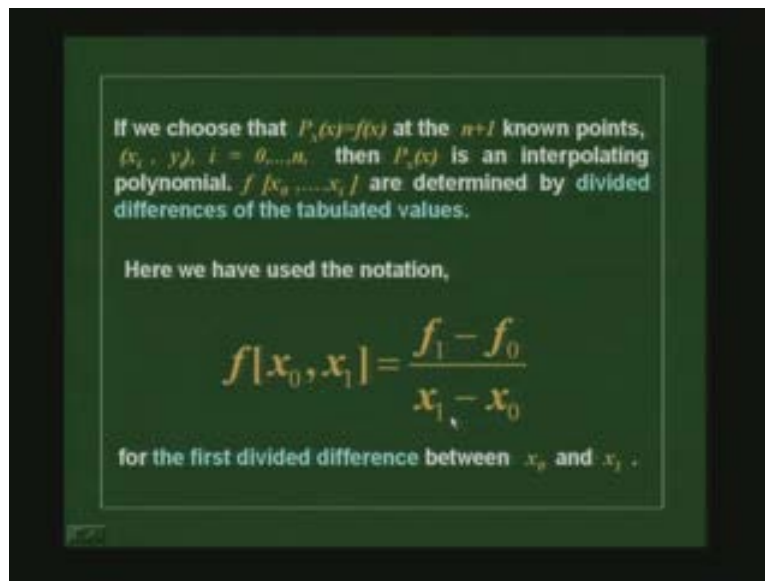 If we choose that Pₙ(x)=f(x) at the n+1 known points,
(xᵢ , yᵢ), i = 0,...,n, then Pₙ(x) is an interpolating
polynomial. f [x₀ ,.....xᵢ ] are determined by divided
differences of the tabulated values.
Here we have used the notation,
f[x₀, x₁] = (f₁ − f₀) / (x₁ − x₀)
for the first divided difference between x₀ and x₁ .